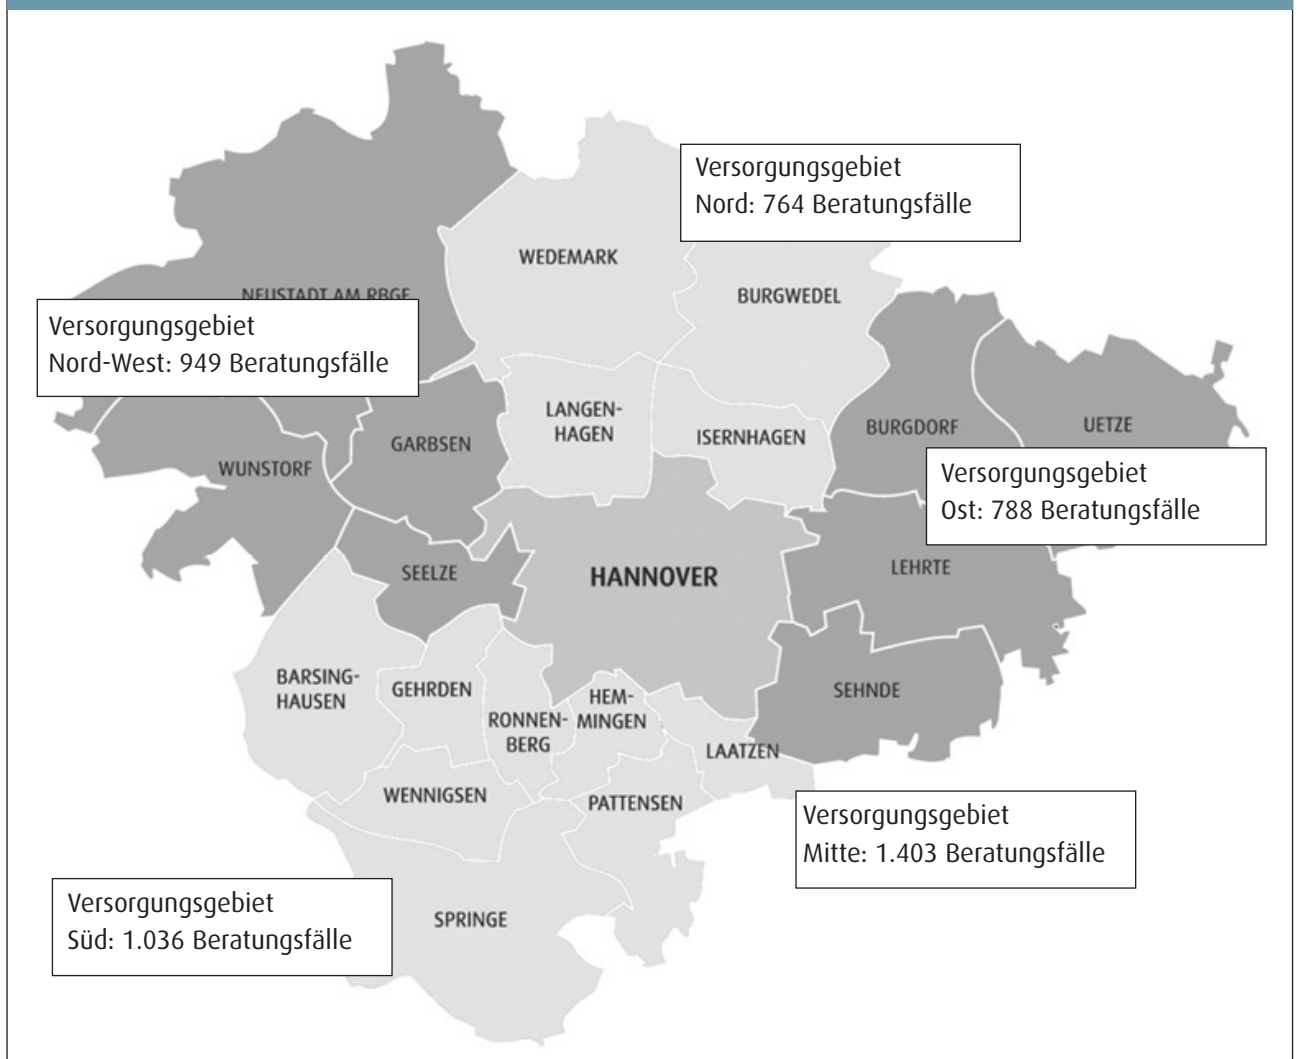 Versorgungsgebiet
Nord: 764 Beratungsfälle
WEDEMARK
BURGWEDEL
NEUSTADT AM RBGE
Versorgungsgebiet
Nord-West: 949 Beratungsfälle
LANGEN-
HAGEN
ISERNHAGEN
BURGDORF
UETZE
GARBSEN
WUNSTORF
Versorgungsgebiet
Ost: 788 Beratungsfälle
SEELZE
HANNOVER
LEHRTE
BARSING-
HAUSEN
GEHRDEN
RONNEN-
BERG
HEM-
MINGEN
SEHNDE
LAATZEN
WENNIGSEN
PATTENSEN
Versorgungsgebiet
Mitte: 1.403 Beratungsfälle
Versorgungsgebiet
Süd: 1.036 Beratungsfälle
SPRINGE